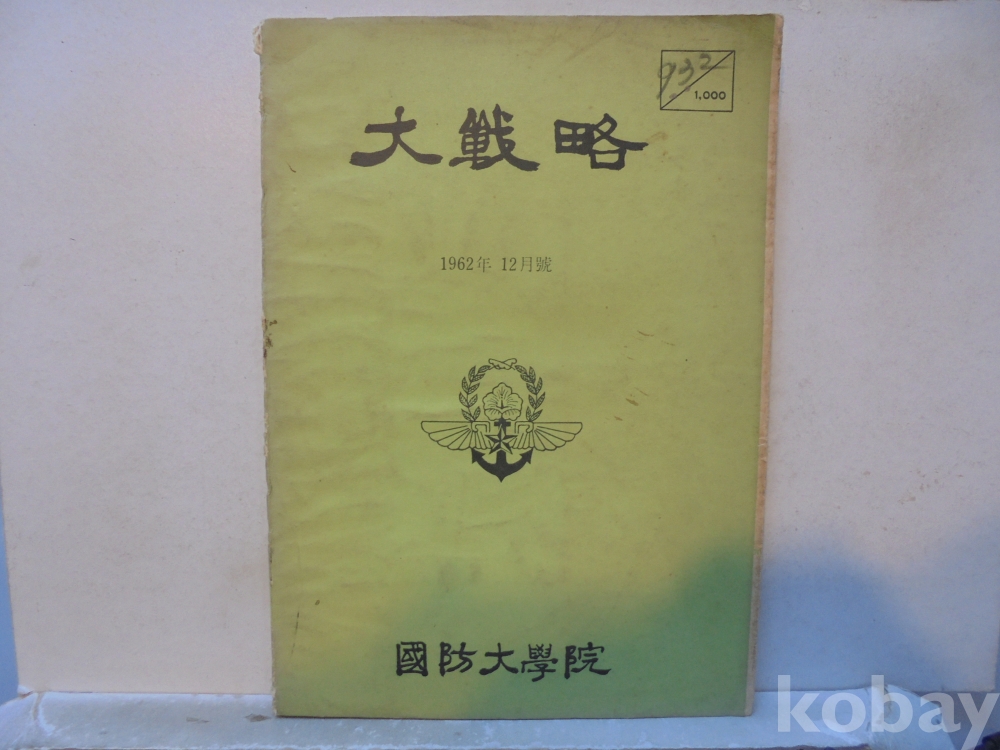 932
1,000
大戰略
1962年 12月號
國防大學院
kobay